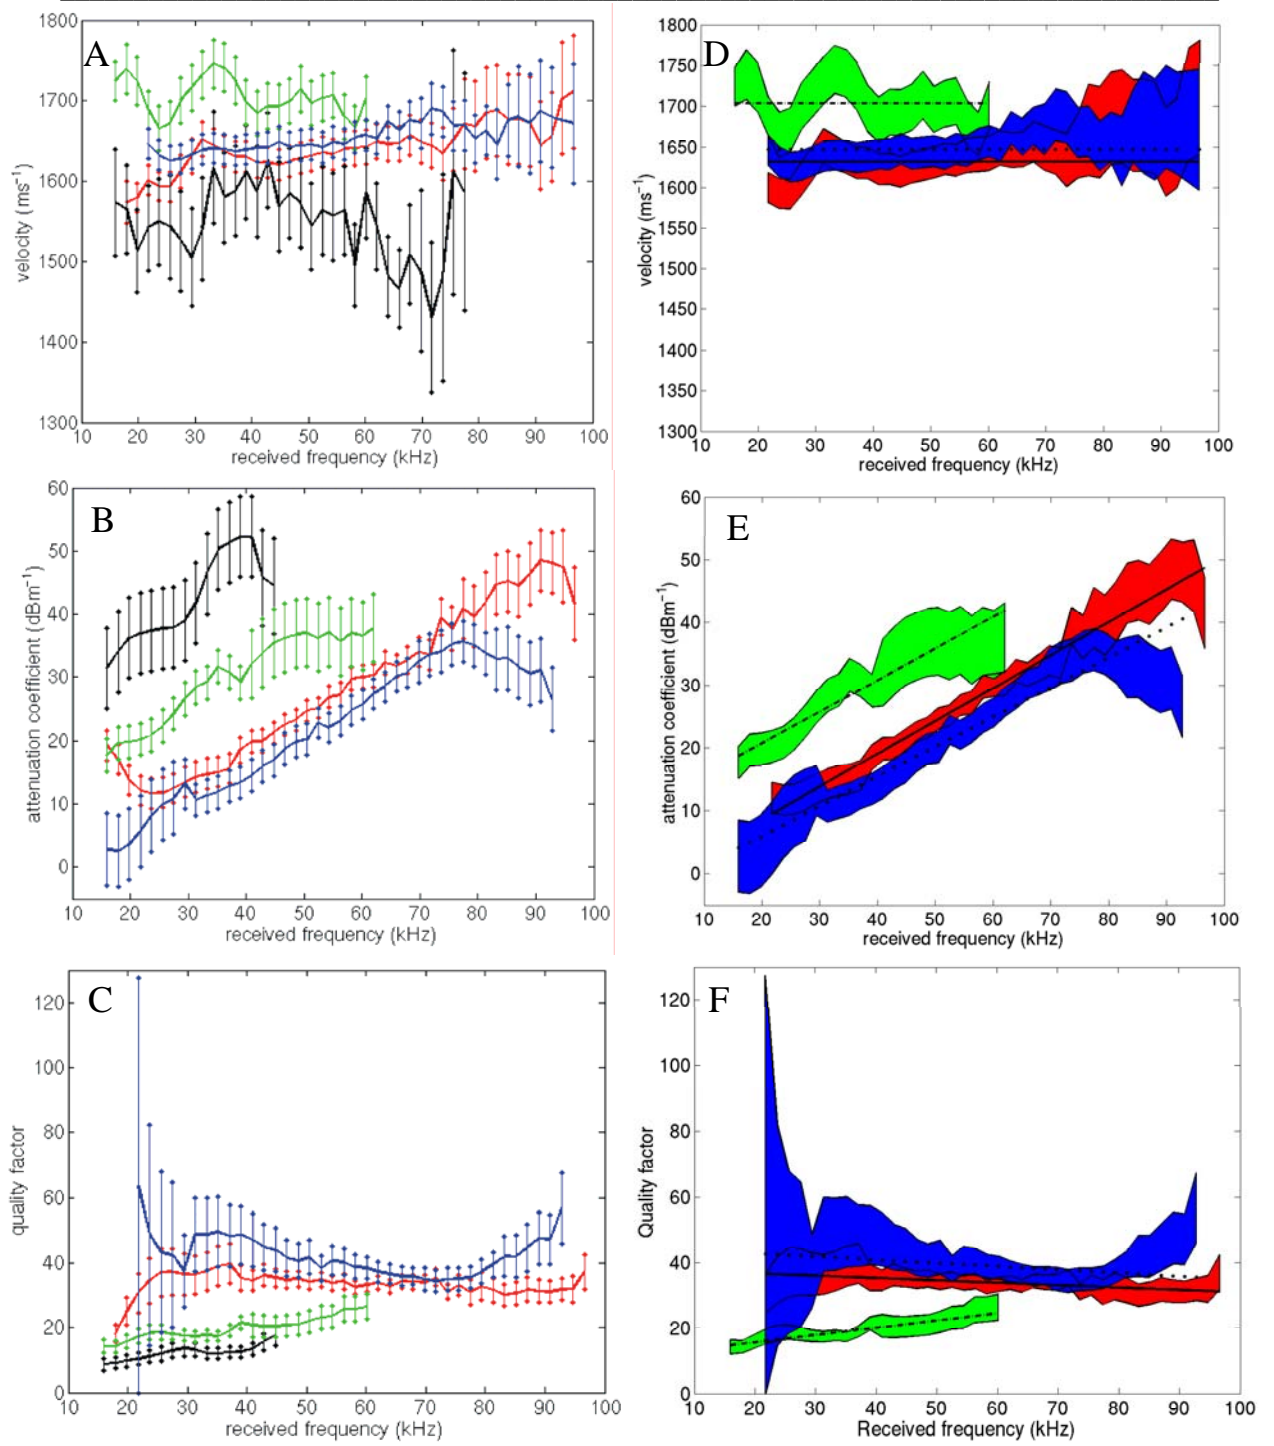 A
1800
1700
1600
1500
1400
1300
velocity (ms⁻¹)
10 20 30 40 50 60 70 80 90 100
received frequency (kHz)
D
1800
1750
1700
1650
1600
1550
1500
1450
1400
1350
1300
velocity (ms⁻¹)
10 20 30 40 50 60 70 80 90 100
received frequency (kHz)
B
60
50
40
30
20
10
0
attenuation coefficient (dBm⁻¹)
10 20 30 40 50 60 70 80 90 100
received frequency (kHz)
E
60
50
40
30
20
10
0
attenuation coefficient (dBm⁻¹)
10 20 30 40 50 60 70 80 90 100
received frequency (kHz)
C
120
100
80
60
40
20
0
quality factor
10 20 30 40 50 60 70 80 90 100
received frequency (kHz)
F
120
100
80
60
40
20
0
Quality factor
10 20 30 40 50 60 70 80 90 100
Received frequency (kHz)